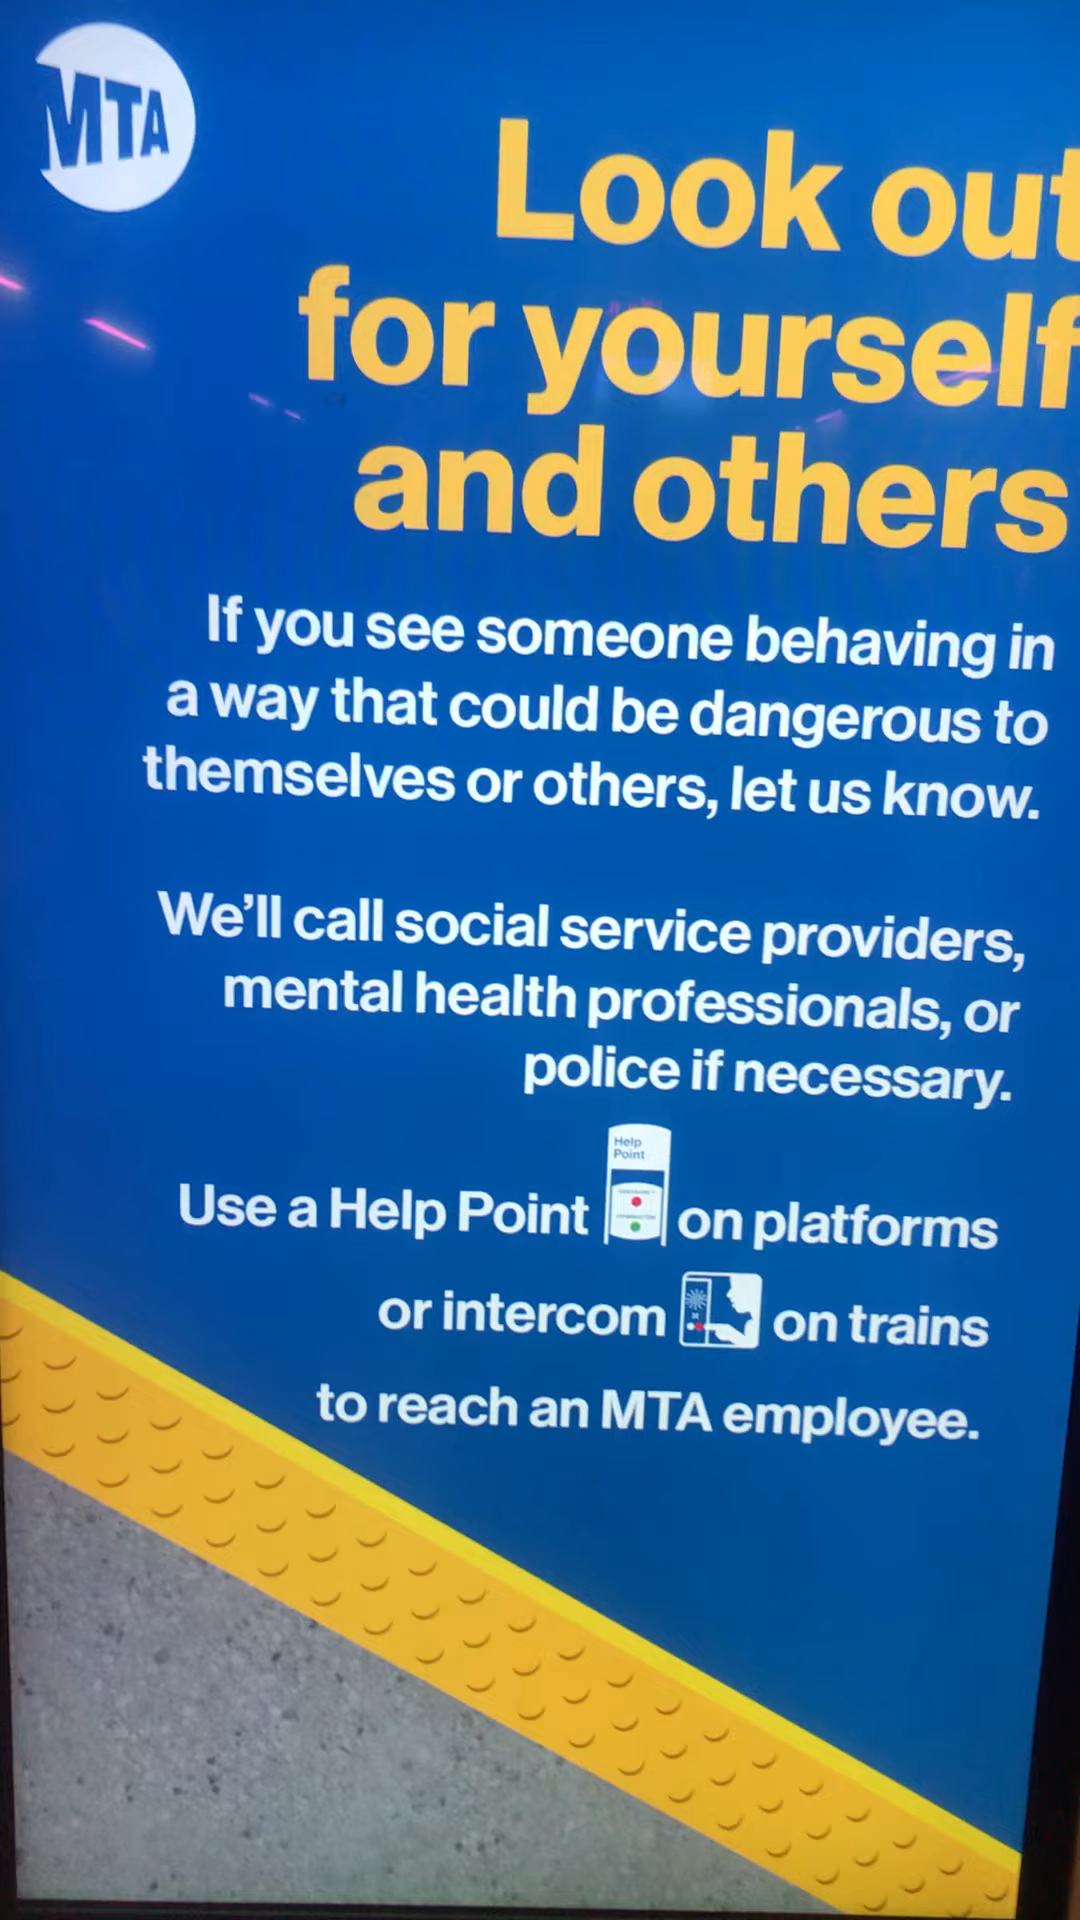 MTA
Look out
for yourself
and others
If you see someone behaving in
a way that could be dangerous to
themselves or others, let us know.
We'll call social service providers,
mental health professionals, or
police if necessary.
Help
Point
Use a Help Point on platforms
or intercom on trains
to reach an MTA employee.